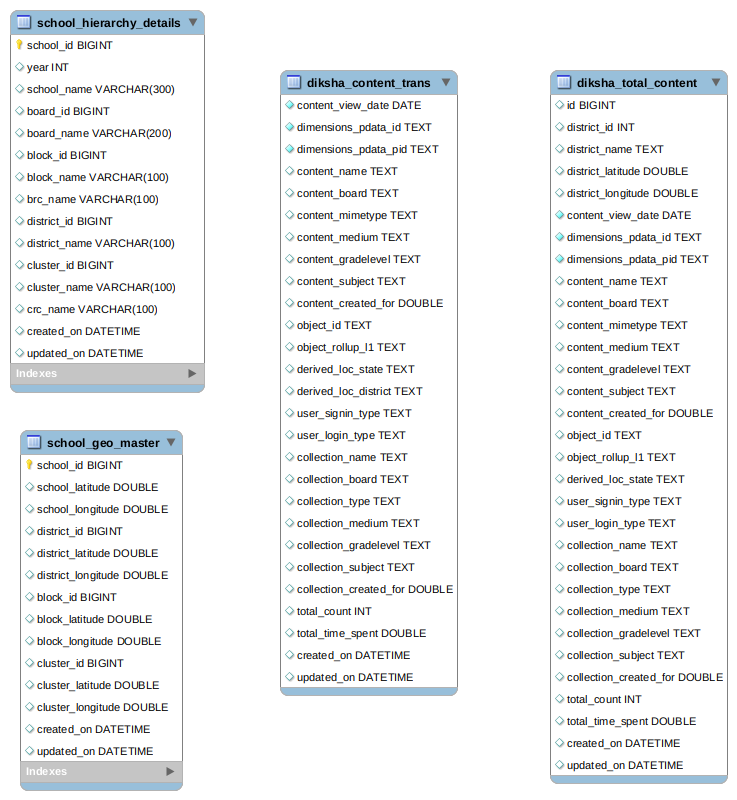 school_hierarchy_details
school_id BIGINT
year INT
school_name VARCHAR(300)
board_id BIGINT
board_name VARCHAR(200)
block_id BIGINT
block_name VARCHAR(100)
brc_name VARCHAR(100)
district_id BIGINT
district_name VARCHAR(100)
cluster_id BIGINT
cluster_name VARCHAR(100)
crc_name VARCHAR(100)
created_on DATETIME
updated_on DATETIME
Indexes
school_geo_master
school_id BIGINT
school_latitude DOUBLE
school_longitude DOUBLE
district_id BIGINT
district_latitude DOUBLE
district_longitude DOUBLE
block_id BIGINT
block_latitude DOUBLE
block_longitude DOUBLE
cluster_id BIGINT
cluster_latitude DOUBLE
cluster_longitude DOUBLE
created_on DATETIME
updated_on DATETIME
Indexes
diksha_content_trans
content_view_date DATE
dimensions_pdata_id TEXT
dimensions_pdata_pid TEXT
content_name TEXT
content_board TEXT
content_mimetype TEXT
content_medium TEXT
content_gradelevel TEXT
content_subject TEXT
content_created_for DOUBLE
object_id TEXT
object_rollup_l1 TEXT
derived_loc_state TEXT
derived_loc_district TEXT
user_signin_type TEXT
user_login_type TEXT
collection_name TEXT
collection_board TEXT
collection_type TEXT
collection_medium TEXT
collection_gradelevel TEXT
collection_subject TEXT
collection_created_for DOUBLE
total_count INT
total_time_spent DOUBLE
created_on DATETIME
updated_on DATETIME
diksha_total_content
id BIGINT
district_id INT
district_name TEXT
district_latitude DOUBLE
district_longitude DOUBLE
content_view_date DATE
dimensions_pdata_id TEXT
dimensions_pdata_pid TEXT
content_name TEXT
content_board TEXT
content_mimetype TEXT
content_medium TEXT
content_gradelevel TEXT
content_subject TEXT
content_created_for DOUBLE
object_id TEXT
object_rollup_l1 TEXT
derived_loc_state TEXT
user_signin_type TEXT
user_login_type TEXT
collection_name TEXT
collection_board TEXT
collection_type TEXT
collection_medium TEXT
collection_gradelevel TEXT
collection_subject TEXT
collection_created_for DOUBLE
total_count INT
total_time_spent DOUBLE
created_on DATETIME
updated_on DATETIME